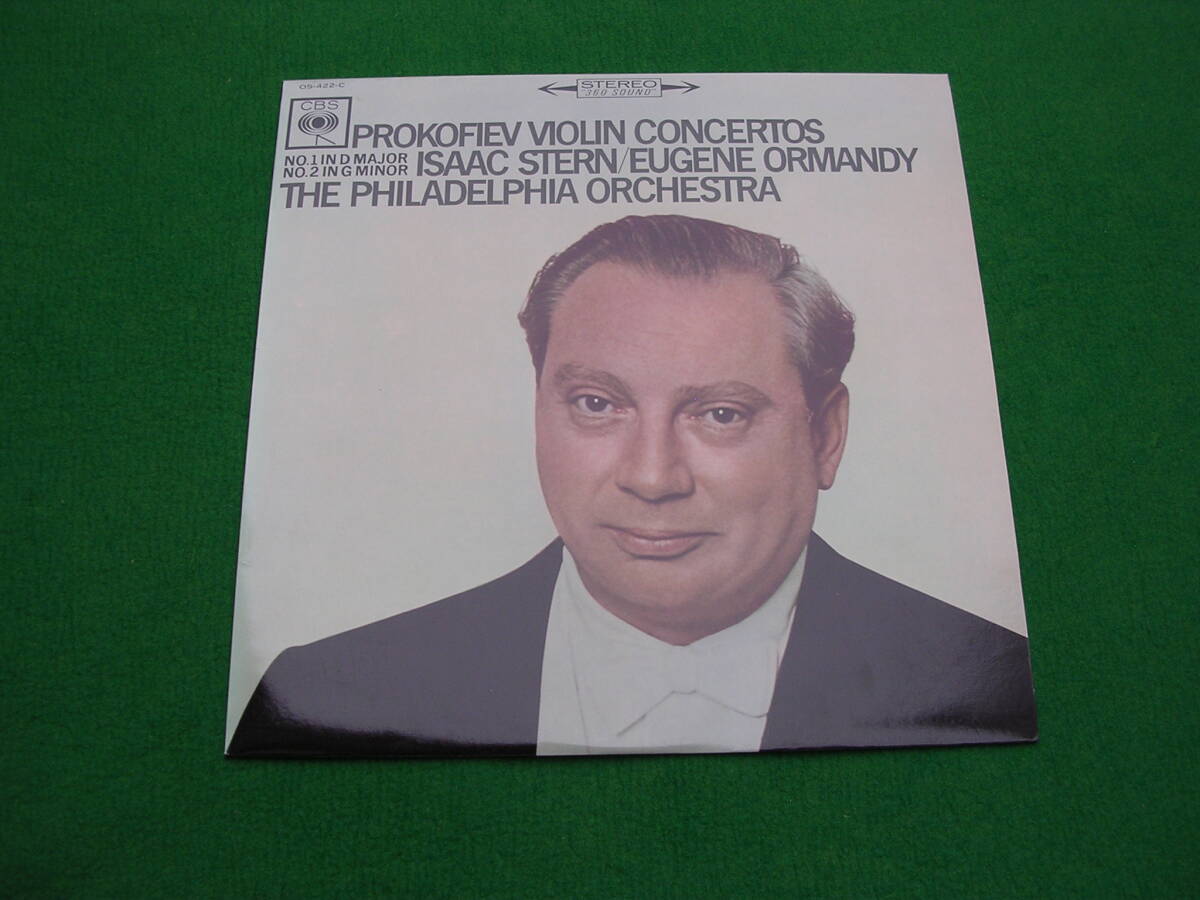 OS-422-C
STEREO
"360 SOUND"
CBS
PROKOFIEV VIOLIN CONCERTOS
NO.1 IN D MAJOR
NO.2 IN G MINOR
ISAAC STERN/EUGENE ORMANDY
THE PHILADELPHIA ORCHESTRA